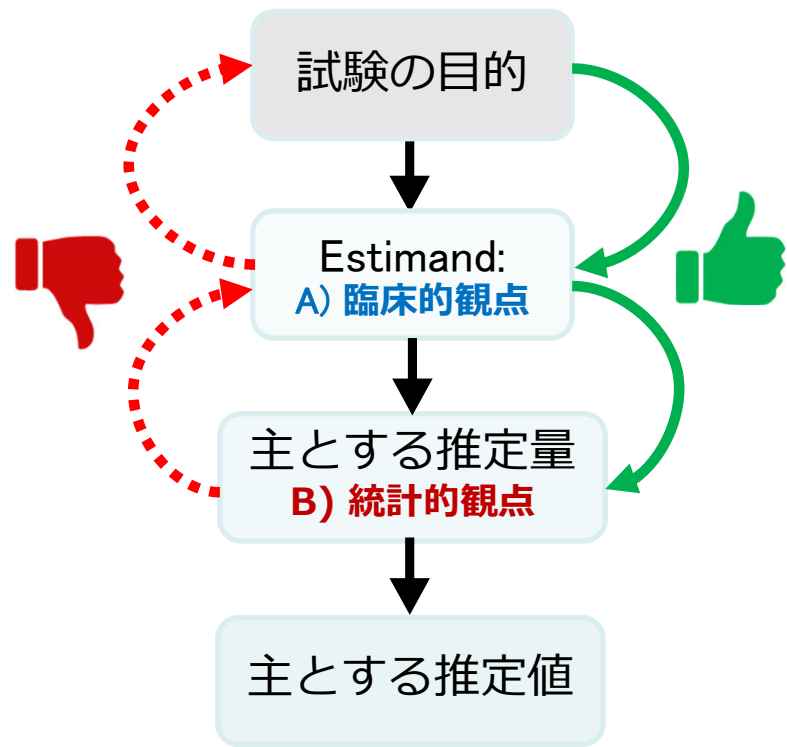 試験の目的
Estimand:
A) 臨床的観点
主とする推定量
B) 統計的観点
主とする推定値